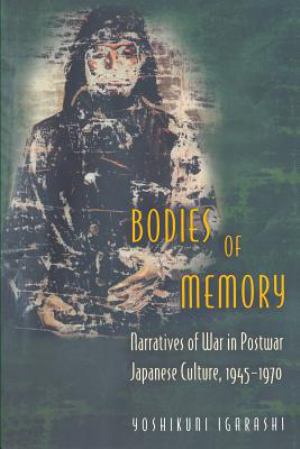 BODIES OF
MEMORY
Narratives of War in Postwar
Japanese Culture, 1945–1970
YOSHIKUNI IGARASHI